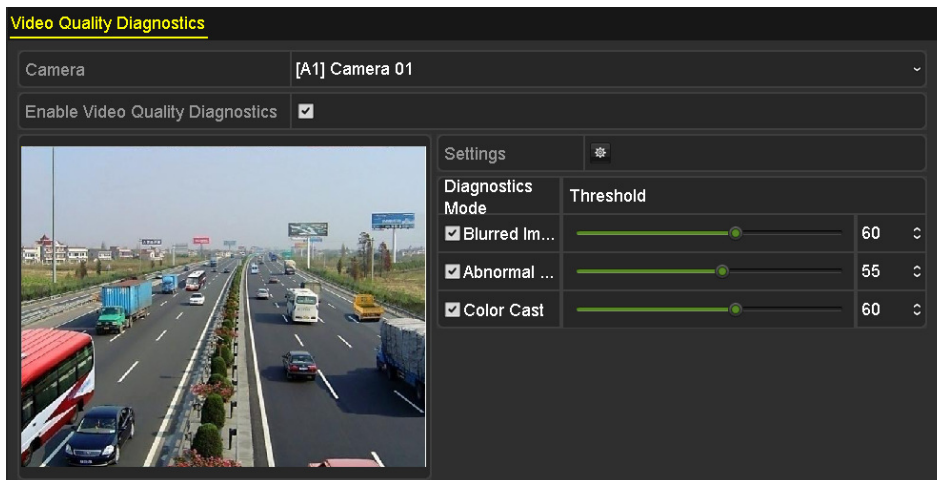 Video Quality Diagnostics
Camera
[A1] Camera 01
Enable Video Quality Diagnostics
Settings
Diagnostics
Mode
Threshold
Blurred Im...
60
Abnormal ...
55
Color Cast
60